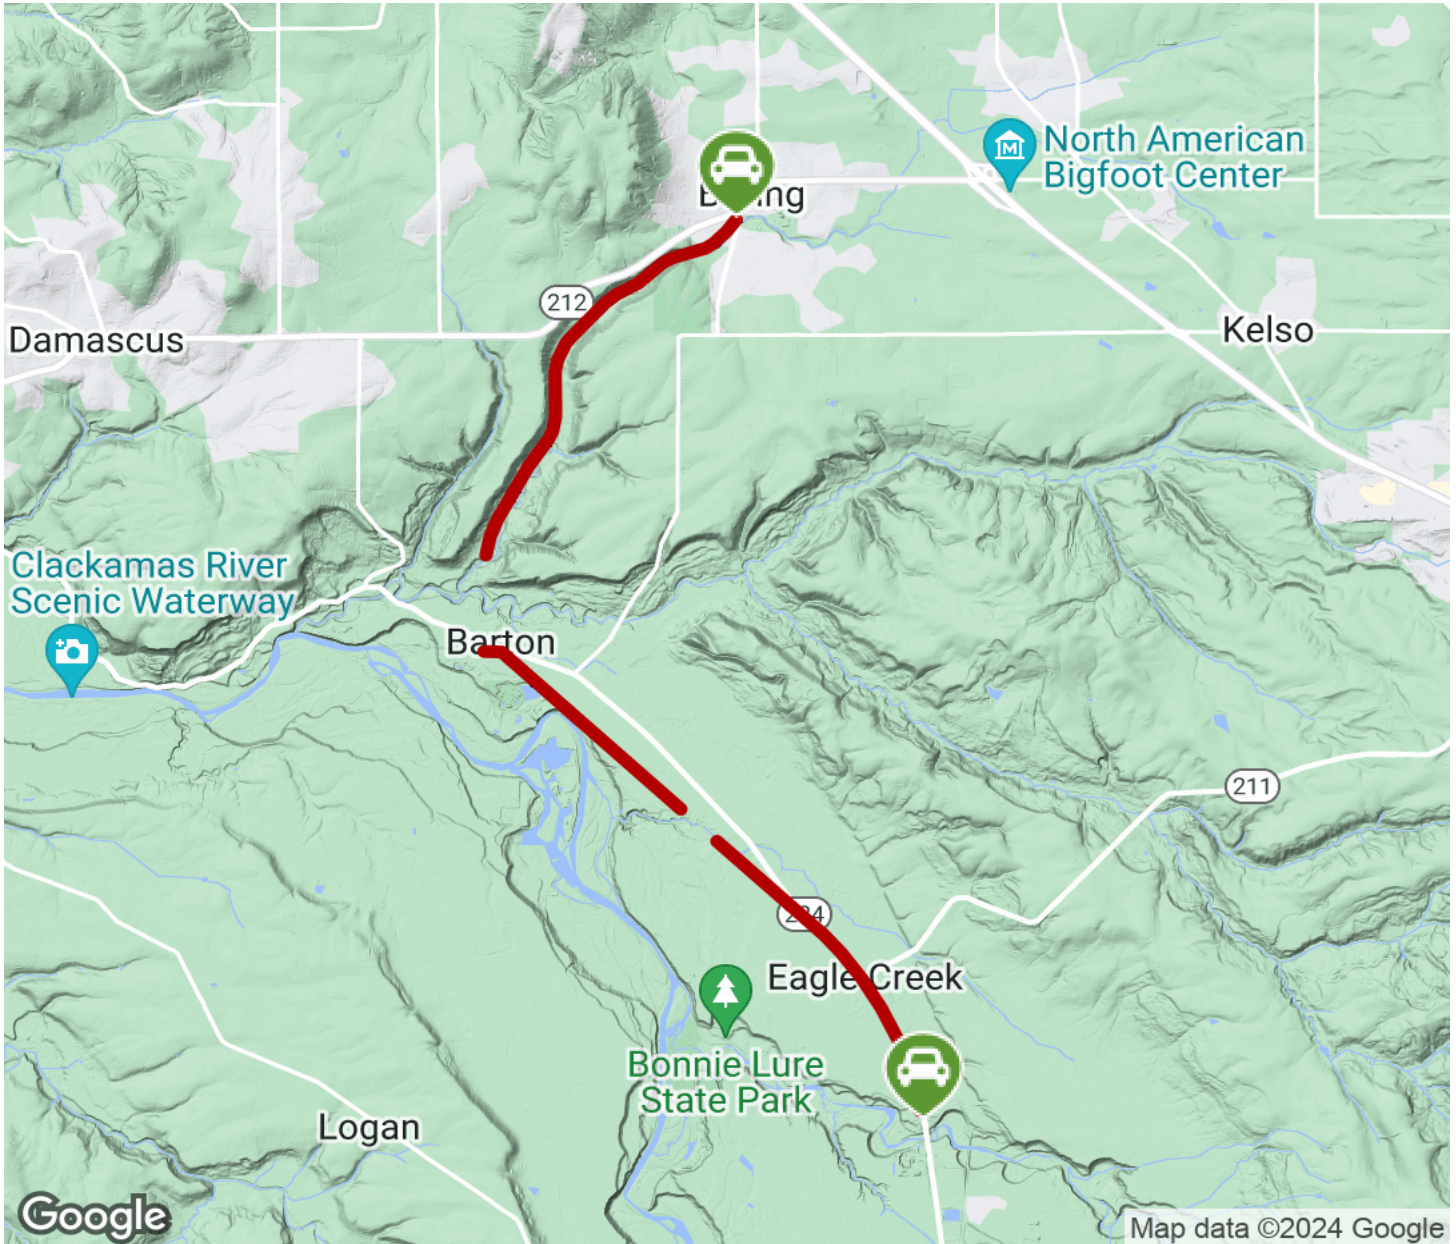 North American
Bigfoot Center
212
Damascus
Kelso
Clackamas River
Scenic Waterway
Barton
211
Eagle Creek
Bonnie Lure
State Park
Logan
Google
Map data ©2024 Google